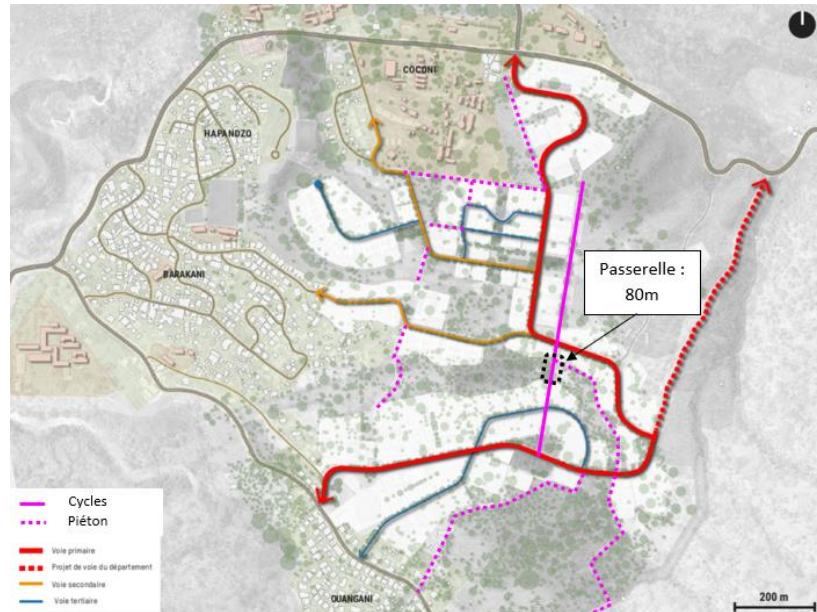 COCONI
HAPANDZO
Passerelle :
80m
BARAKANI
Cycles
Piéton
Voie primaire
Projet de voie du département
Voie secondaire
Voie tertiaire
OUANGANI
200 m